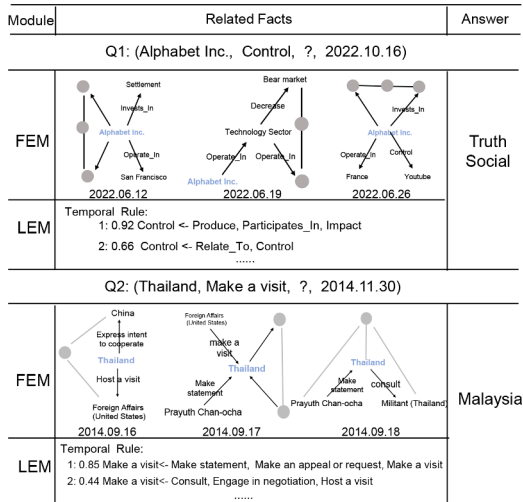 Module Related Facts Answer
Q1: (Alphabet Inc., Control, ?, 2022.10.16)
FEM
Settlement
Invests_In
Alphabet Inc.
Operate_In
San Francisco
2022.06.12
Bear market
Decrease
Technology Sector
Operate_In Operate_In
Alphabet Inc.
2022.06.19
Invests_In
Alphabet Inc.
Operate_In Control
France Youtube
2022.06.26
Truth
Social
LEM
Temporal Rule:
1: 0.92 Control <- Produce, Participates_In, Impact
2: 0.66 Control <- Relate_To, Control
......
Q2: (Thailand, Make a visit, ?, 2014.11.30)
FEM
China
Express intent
to cooperate
Thailand
Host a visit
Foreign Affairs
(United States)
2014.09.16
Foreign Affairs
(United States)
make a
visit
Thailand
Make
statement
Prayuth Chan-ocha
2014.09.17
Thailand
Make
statement
consult
Prayuth Chan-ocha Militant (Thailand)
2014.09.18
Malaysia
LEM
Temporal Rule:
1: 0.85 Make a visit<- Make statement, Make an appeal or request, Make a visit
2: 0.44 Make a visit<- Consult, Engage in negotiation, Host a visit
......